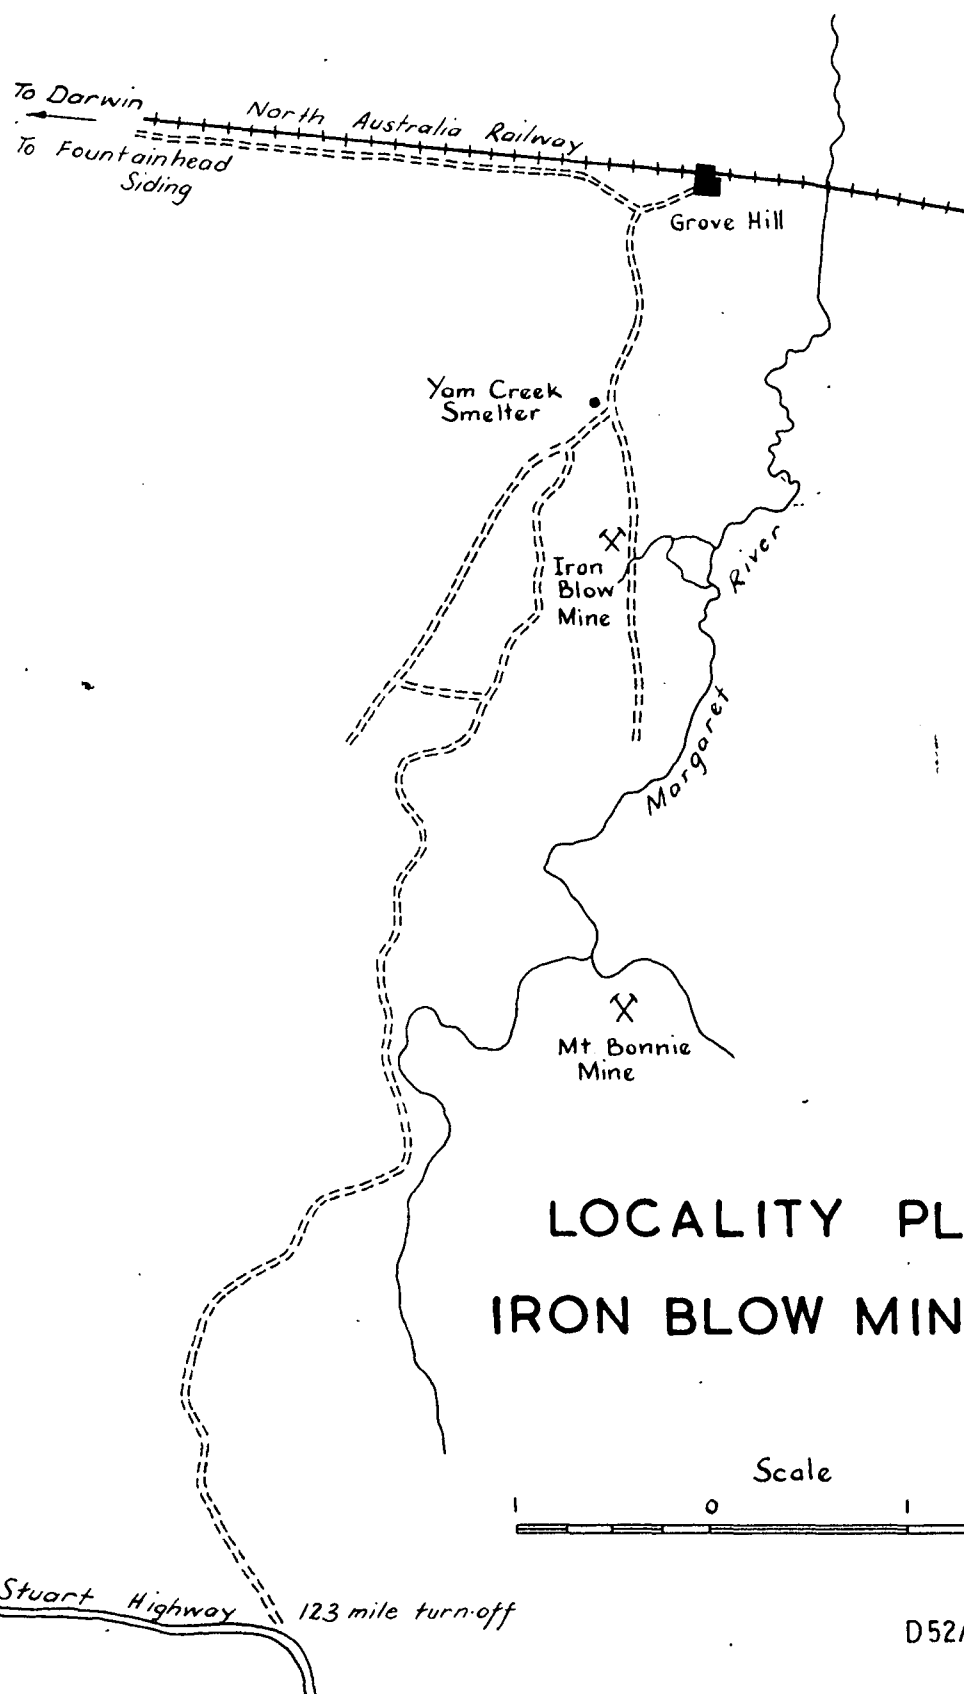 To Darwin
North Australia Railway
To Fountainhead
Siding
Grove Hill
Yam Creek
Smelter
Iron
Blow
Mine
River
Margaret
Mt. Bonnie
Mine
LOCALITY PL
IRON BLOW MIN
Scale
1 0 1
Stuart Highway
123 mile turn-off
D52/